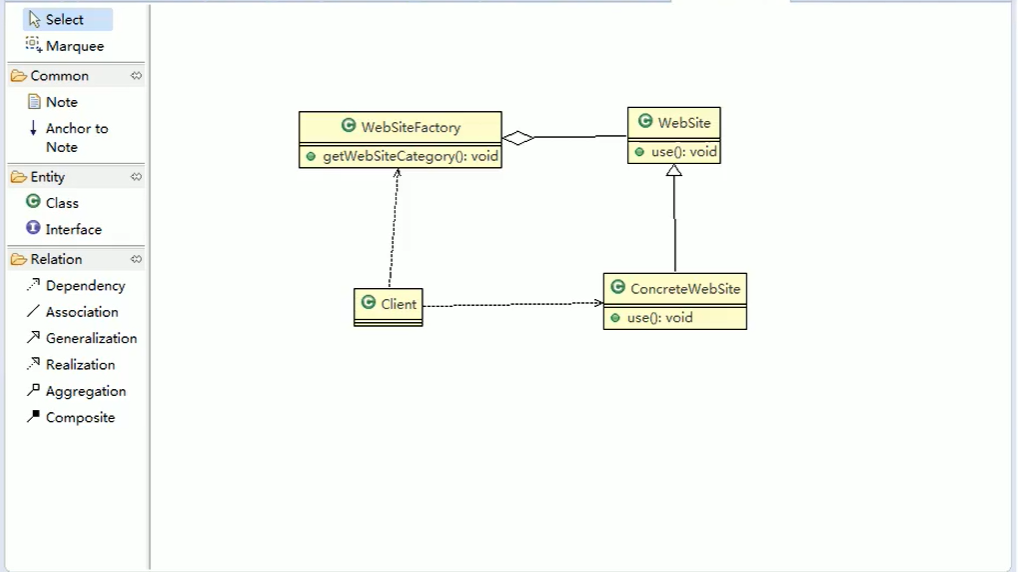 Select
Marquee
Common
Note
Anchor to
Note
Entity
Class
Interface
Relation
Dependency
Association
Generalization
Realization
Aggregation
Composite
WebSiteFactory
getWebSiteCategory(): void
WebSite
use(): void
Client
ConcreteWebSite
use(): void